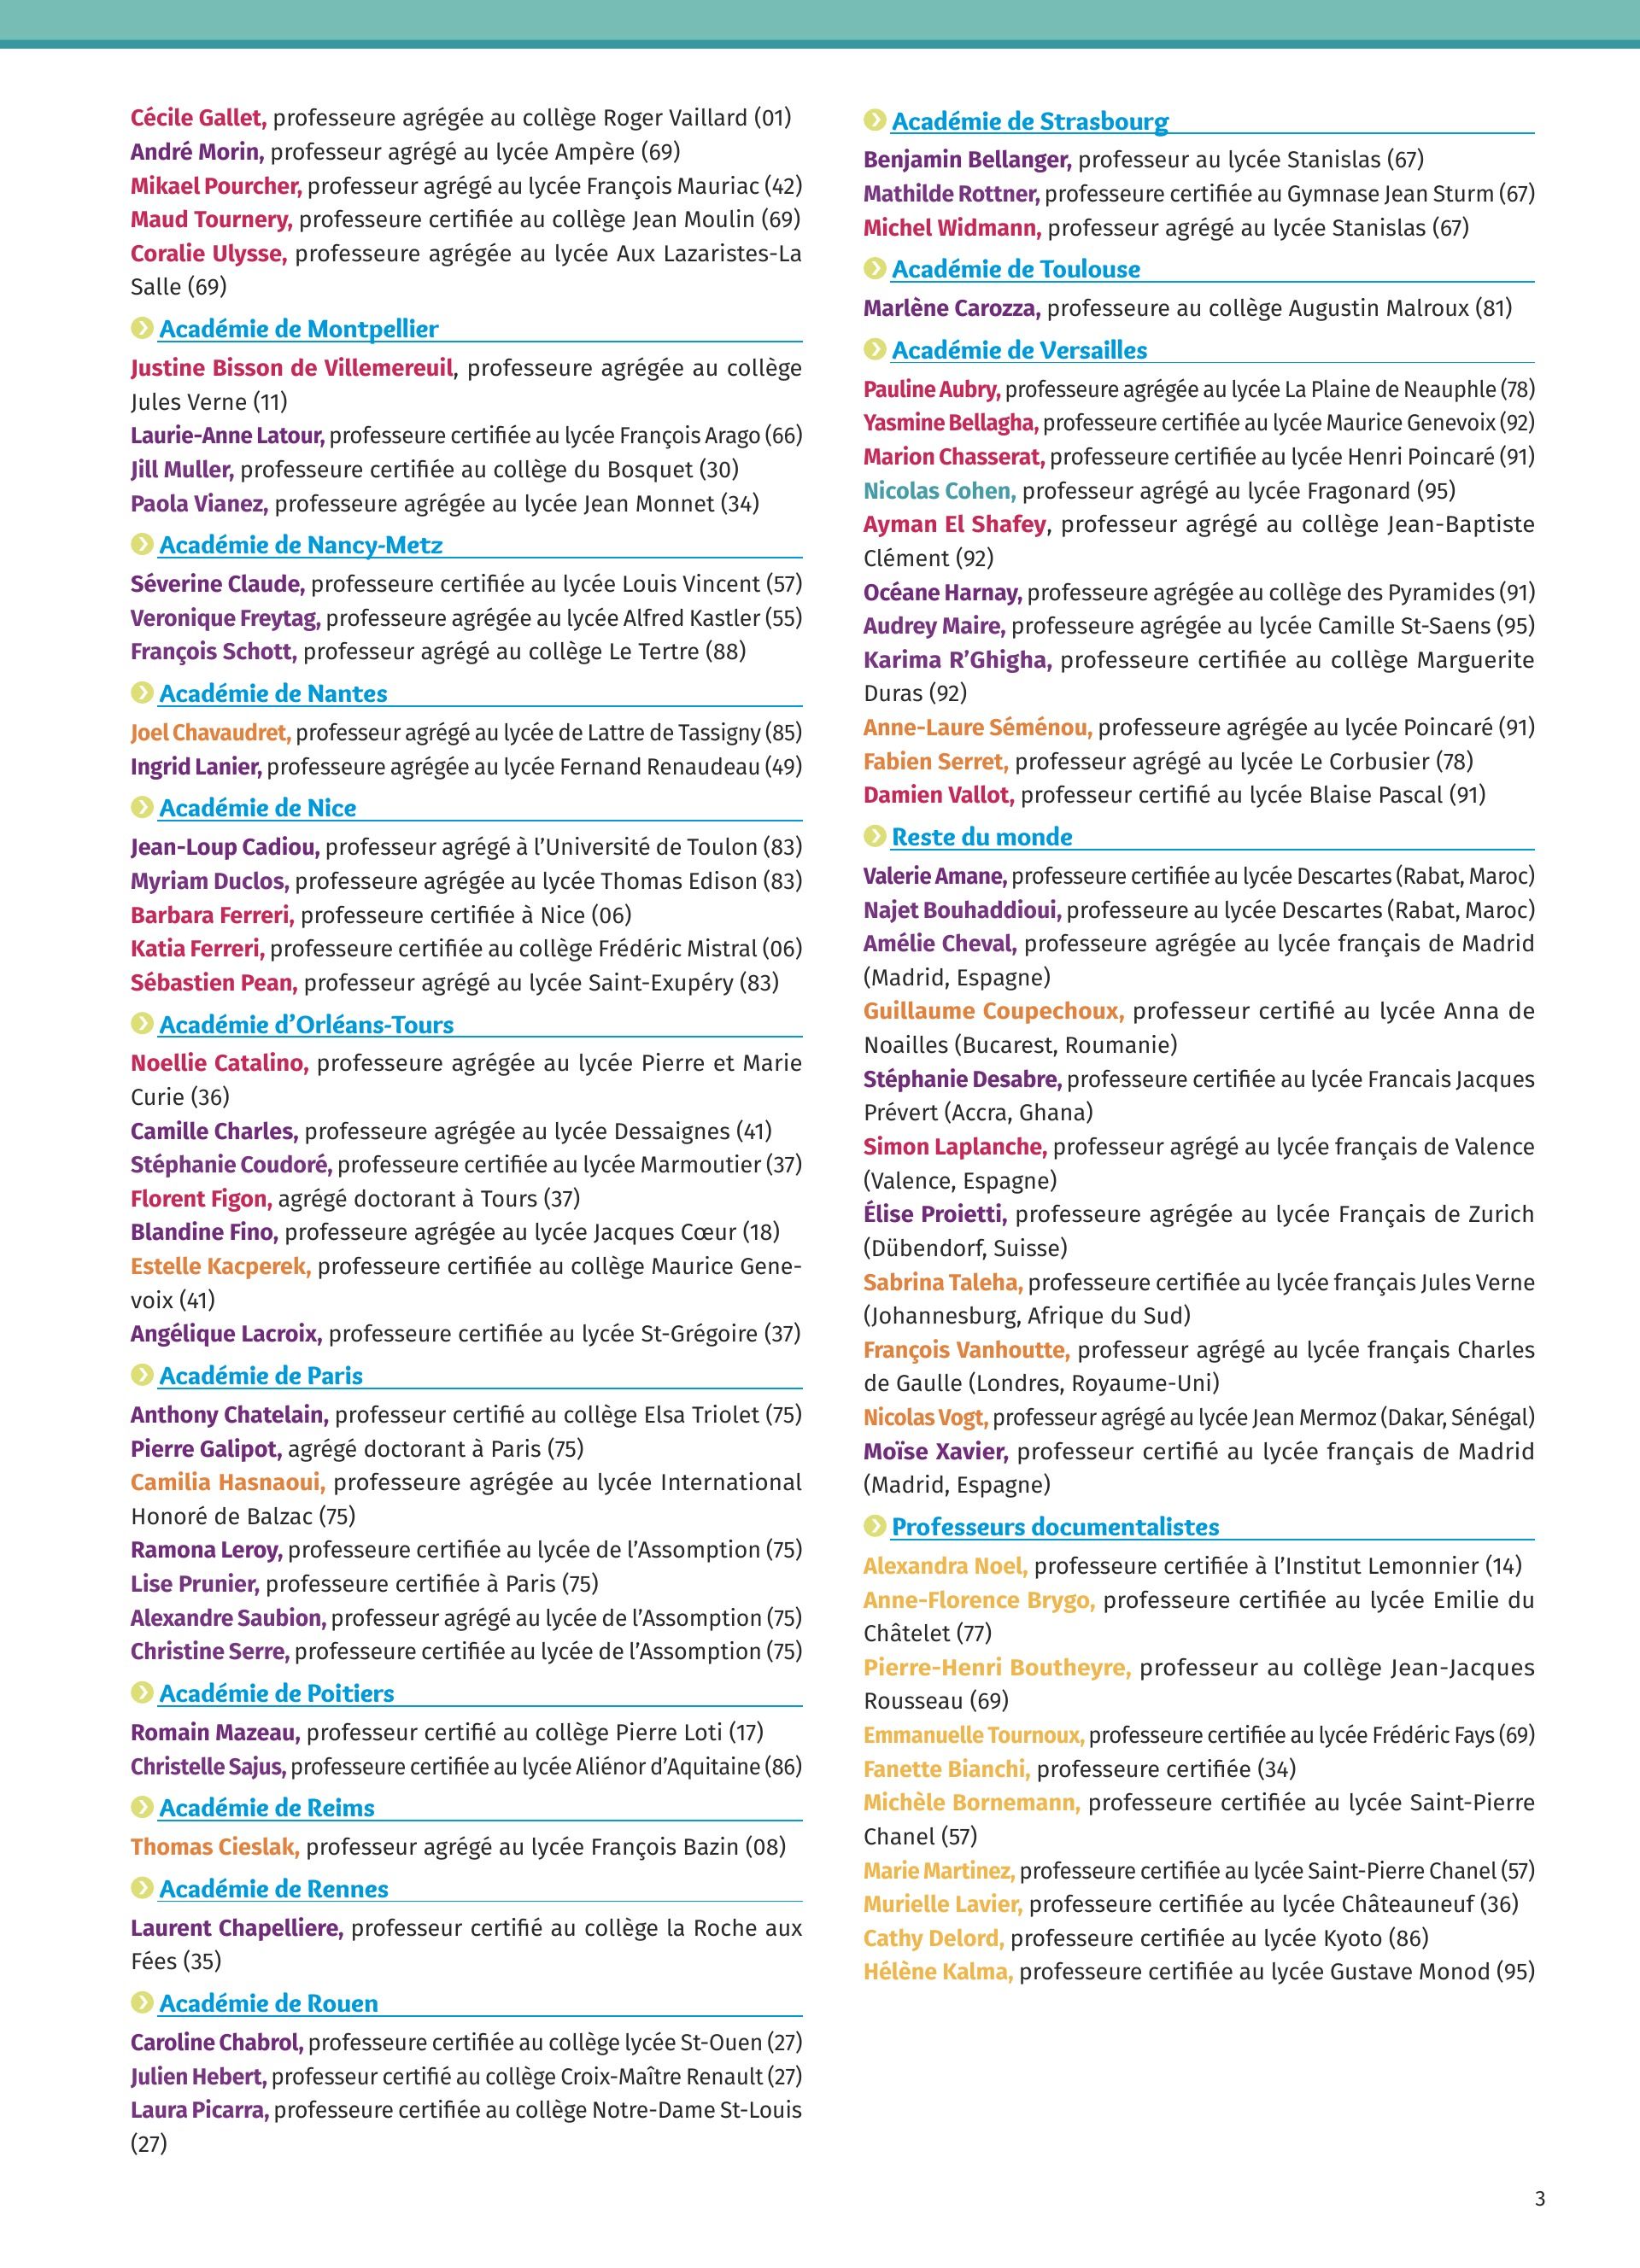 Cécile Gallet, professeure agrégée au collège Roger Vaillard (01)
André Morin, professeur agrégé au lycée Ampère (69)
Mikael Pourcher, professeur agrégé au lycée François Mauriac (42)
Maud Tournery, professeure certifiée au collège Jean Moulin (69)
Coralie Ulysse, professeure agrégée au lycée Aux Lazaristes-La
Salle (69)
Académie de Montpellier
Justine Bisson de Villemereuil, professeure agrégée au collège
Jules Verne (11)
Laurie-Anne Latour, professeure certifiée au lycée François Arago (66)
Jill Muller, professeure certifiée au collège du Bosquet (30)
Paola Vianez, professeure agrégée au lycée Jean Monnet (34)
Académie de Nancy-Metz
Séverine Claude, professeure certifiée au lycée Louis Vincent (57)
Veronique Freytag, professeure agrégée au lycée Alfred Kastler (55)
François Schott, professeur agrégé au collège Le Tertre (88)
Académie de Nantes
Joel Chavaudret, professeur agrégé au lycée de Lattre de Tassigny (85)
Ingrid Lanier, professeure agrégée au lycée Fernand Renaudeau (49)
Académie de Nice
Jean-Loup Cadiou, professeur agrégé à l’Université de Toulon (83)
Myriam Duclos, professeure agrégée au lycée Thomas Edison (83)
Barbara Ferreri, professeure certifiée à Nice (06)
Katia Ferreri, professeure certifiée au collège Frédéric Mistral (06)
Sébastien Pean, professeur agrégé au lycée Saint-Exupéry (83)
Académie d’Orléans-Tours
Noellie Catalino, professeure agrégée au lycée Pierre et Marie
Curie (36)
Camille Charles, professeure agrégée au lycée Dessaignes (41)
Stéphanie Coudoré, professeure certifiée au lycée Marmoutier (37)
Florent Figon, agrégé doctorant à Tours (37)
Blandine Fino, professeure agrégée au lycée Jacques Cœur (18)
Estelle Kacperek, professeure certifiée au collège Maurice Gene-
voix (41)
Angélique Lacroix, professeure certifiée au lycée St-Grégoire (37)
Académie de Paris
Anthony Chatelain, professeur certifié au collège Elsa Triolet (75)
Pierre Galipot, agrégé doctorant à Paris (75)
Camilia Hasnaoui, professeure agrégée au lycée International
Honoré de Balzac (75)
Ramona Leroy, professeure certifiée au lycée de l’Assomption (75)
Lise Prunier, professeure certifiée à Paris (75)
Alexandre Saubion, professeur agrégé au lycée de l’Assomption (75)
Christine Serre, professeure certifiée au lycée de l’Assomption (75)
Académie de Poitiers
Romain Mazeau, professeur certifié au collège Pierre Loti (17)
Christelle Sajus, professeure certifiée au lycée Aliénor d’Aquitaine (86)
Académie de Reims
Thomas Cieslak, professeur agrégé au lycée François Bazin (08)
Académie de Rennes
Laurent Chapelliere, professeur certifié au collège la Roche aux
Fées (35)
Académie de Rouen
Caroline Chabrol, professeure certifiée au collège lycée St-Ouen (27)
Julien Hebert, professeur certifié au collège Croix-Maître Renault (27)
Laura Picarra, professeure certifiée au collège Notre-Dame St-Louis
(27)
Académie de Strasbourg
Benjamin Bellanger, professeur au lycée Stanislas (67)
Mathilde Rottner, professeure certifiée au Gymnase Jean Sturm (67)
Michel Widmann, professeur agrégé au lycée Stanislas (67)
Académie de Toulouse
Marlène Carozza, professeure au collège Augustin Malroux (81)
Académie de Versailles
Pauline Aubry, professeure agrégée au lycée La Plaine de Neauphle (78)
Yasmine Bellagha, professeure certifiée au lycée Maurice Genevoix (92)
Marion Chasserat, professeure certifiée au lycée Henri Poincaré (91)
Nicolas Cohen, professeur agrégé au lycée Fragonard (95)
Ayman El Shafey, professeur agrégé au collège Jean-Baptiste
Clément (92)
Océane Harnay, professeure agrégée au collège des Pyramides (91)
Audrey Maire, professeure agrégée au lycée Camille St-Saens (95)
Karima R’Ghigha, professeure certifiée au collège Marguerite
Duras (92)
Anne-Laure Séménou, professeure agrégée au lycée Poincaré (91)
Fabien Serret, professeur agrégé au lycée Le Corbusier (78)
Damien Vallot, professeur certifié au lycée Blaise Pascal (91)
Reste du monde
Valerie Amane, professeure certifiée au lycée Descartes (Rabat, Maroc)
Najet Bouhaddioui, professeure au lycée Descartes (Rabat, Maroc)
Amélie Cheval, professeure agrégée au lycée français de Madrid
(Madrid, Espagne)
Guillaume Coupechoux, professeur certifié au lycée Anna de
Noailles (Bucarest, Roumanie)
Stéphanie Desabre, professeure certifiée au lycée Francais Jacques
Prévert (Accra, Ghana)
Simon Laplanche, professeur agrégé au lycée français de Valence
(Valence, Espagne)
Élise Proietti, professeure agrégée au lycée Français de Zurich
(Dübendorf, Suisse)
Sabrina Taleha, professeure certifiée au lycée français Jules Verne
(Johannesburg, Afrique du Sud)
François Vanhoutte, professeur agrégé au lycée français Charles
de Gaulle (Londres, Royaume-Uni)
Nicolas Vogt, professeur agrégé au lycée Jean Mermoz (Dakar, Sénégal)
Moïse Xavier, professeur certifié au lycée français de Madrid
(Madrid, Espagne)
Professeurs documentalistes
Alexandra Noel, professeure certifiée à l’Institut Lemonnier (14)
Anne-Florence Brygo, professeure certifiée au lycée Emilie du
Châtelet (77)
Pierre-Henri Boutheyre, professeur au collège Jean-Jacques
Rousseau (69)
Emmanuelle Tournoux, professeure certifiée au lycée Frédéric Fays (69)
Fanette Bianchi, professeure certifiée (34)
Michèle Bornemann, professeure certifiée au lycée Saint-Pierre
Chanel (57)
Marie Martinez, professeure certifiée au lycée Saint-Pierre Chanel (57)
Murielle Lavier, professeure certifiée au lycée Châteauneuf (36)
Cathy Delord, professeure certifiée au lycée Kyoto (86)
Hélène Kalma, professeure certifiée au lycée Gustave Monod (95)
3